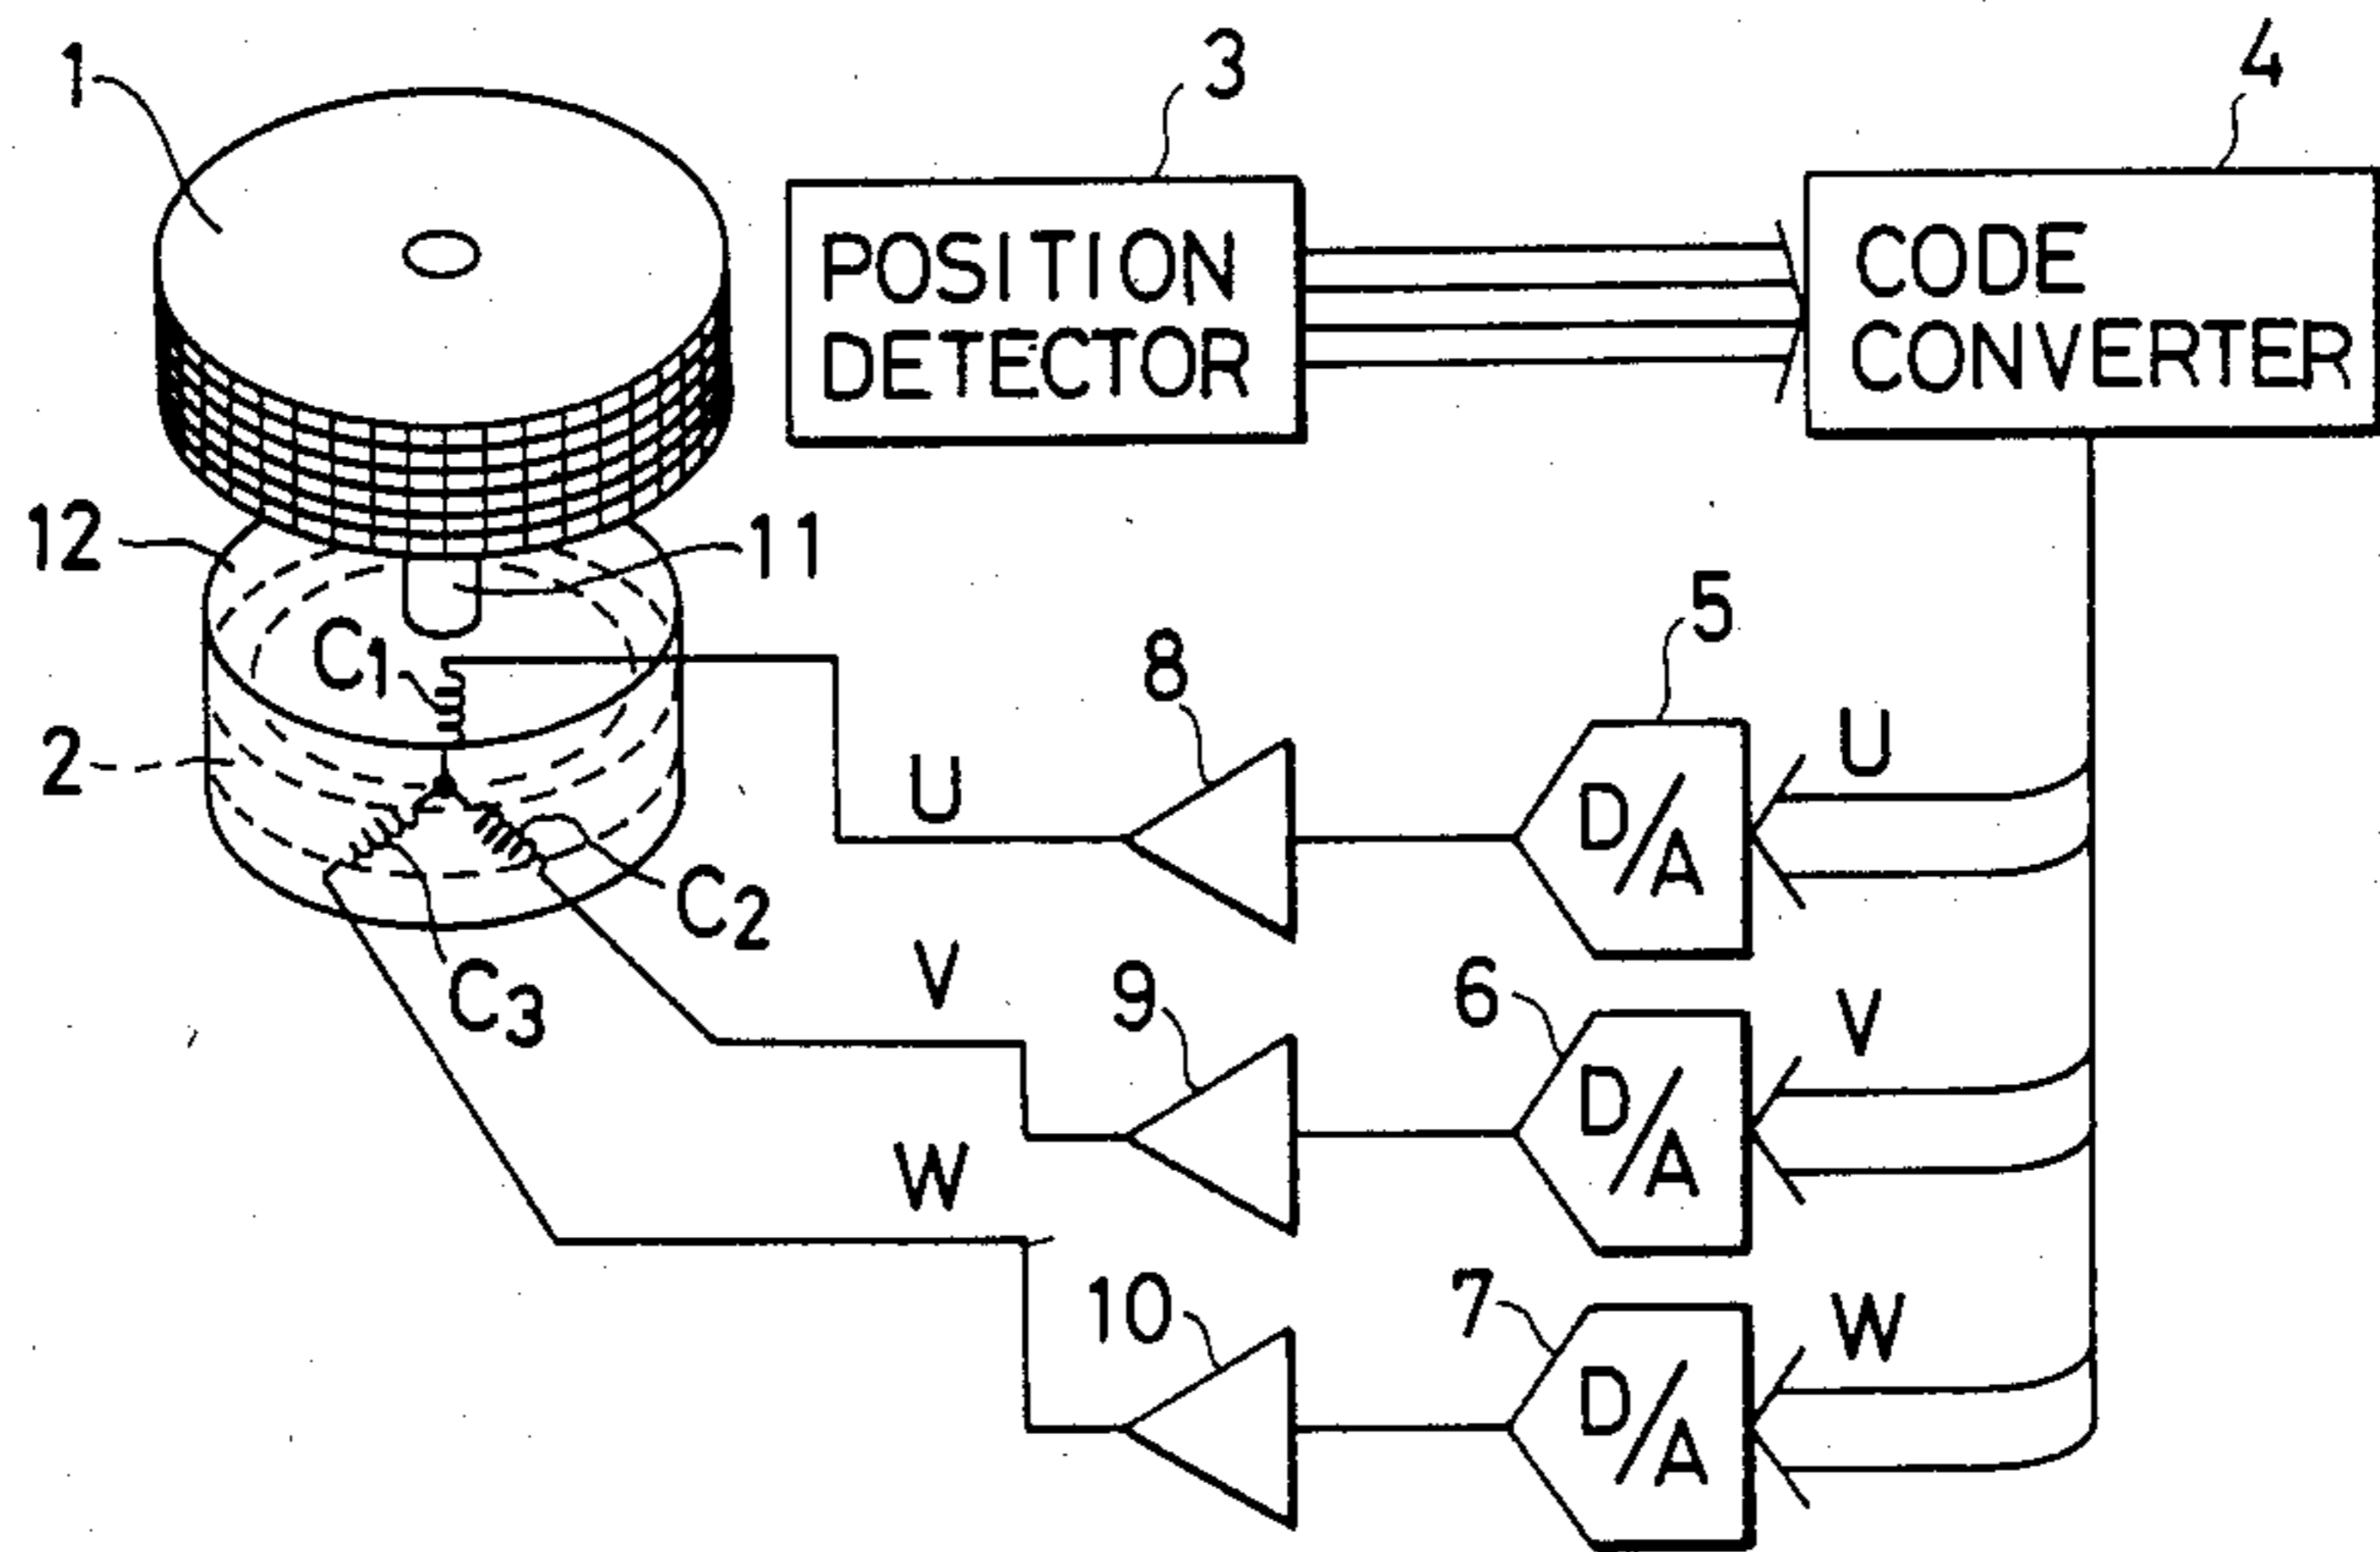 1
3
4
POSITION
DETECTOR
CODE
CONVERTER
12
11
C1
2
C2
C3
8
5
U
U
D/A
9
6
V
V
D/A
10
7
W
W
D/A